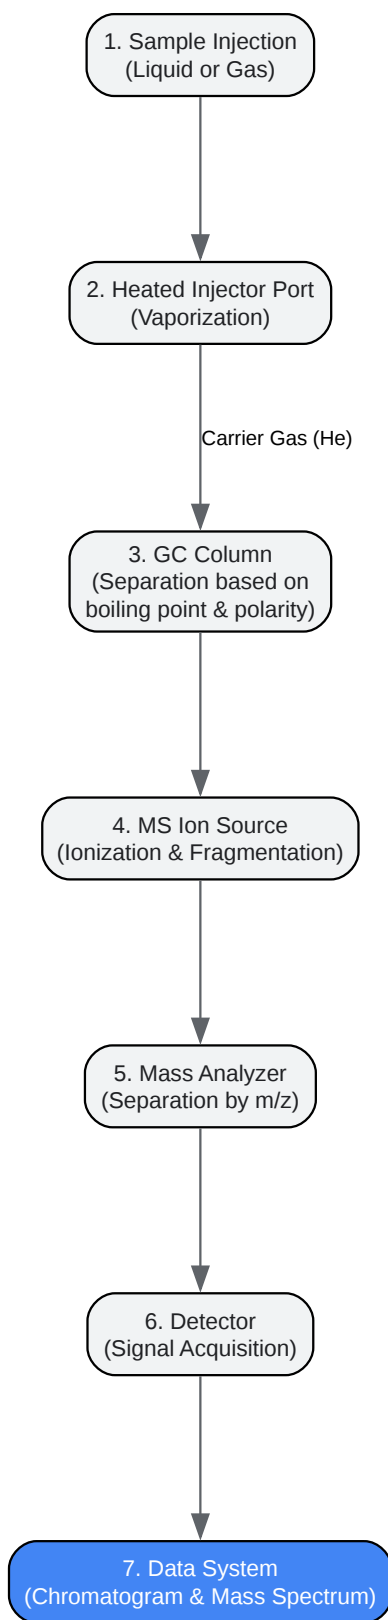 1. Sample Injection
(Liquid or Gas)
2. Heated Injector Port
(Vaporization)
Carrier Gas (He)
3. GC Column
(Separation based on
boiling point & polarity)
4. MS Ion Source
(Ionization & Fragmentation)
5. Mass Analyzer
(Separation by m/z)
6. Detector
(Signal Acquisition)
7. Data System
(Chromatogram & Mass Spectrum)